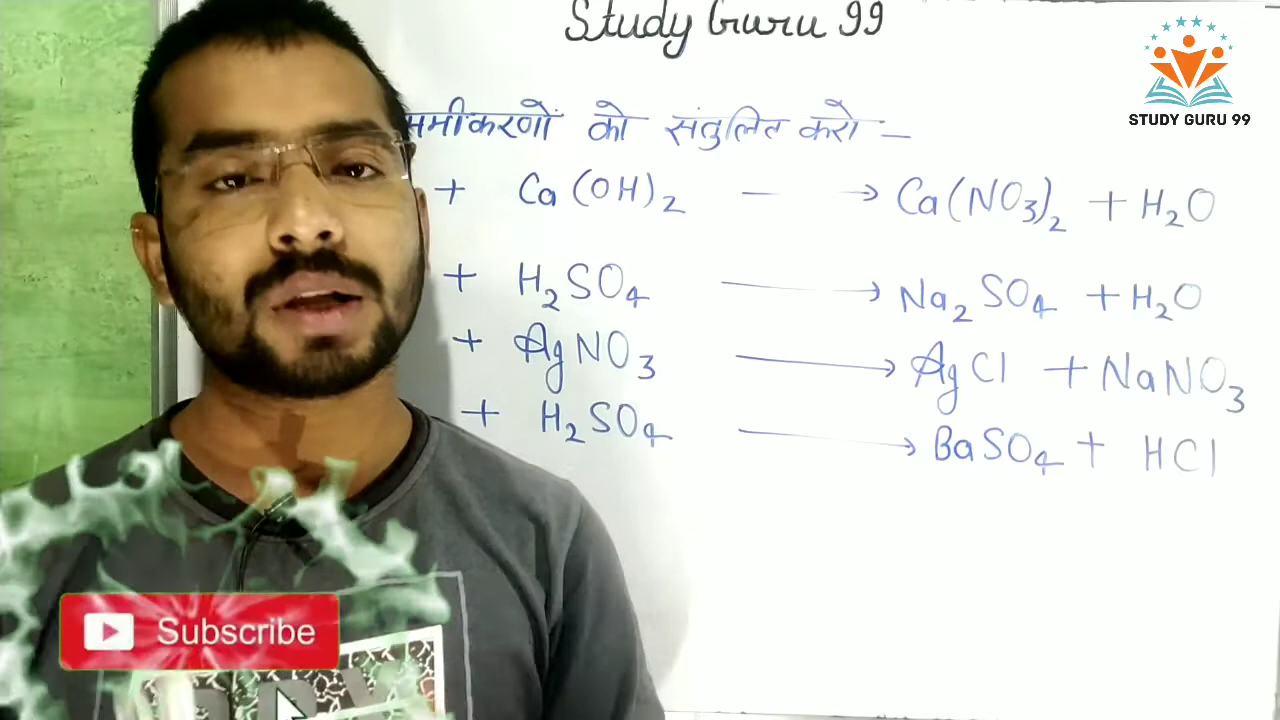 Study Guru 99
STUDY GURU 99
समीकरणों को संतुलित करो :-
+ Ca(OH)₂ → Ca(NO₃)₂ + H₂O
+ H₂SO₄ → Na₂SO₄ + H₂O
+ AgNO₃ → AgCl + NaNO₃
+ H₂SO₄ → BaSO₄ + HCl
Subscribe